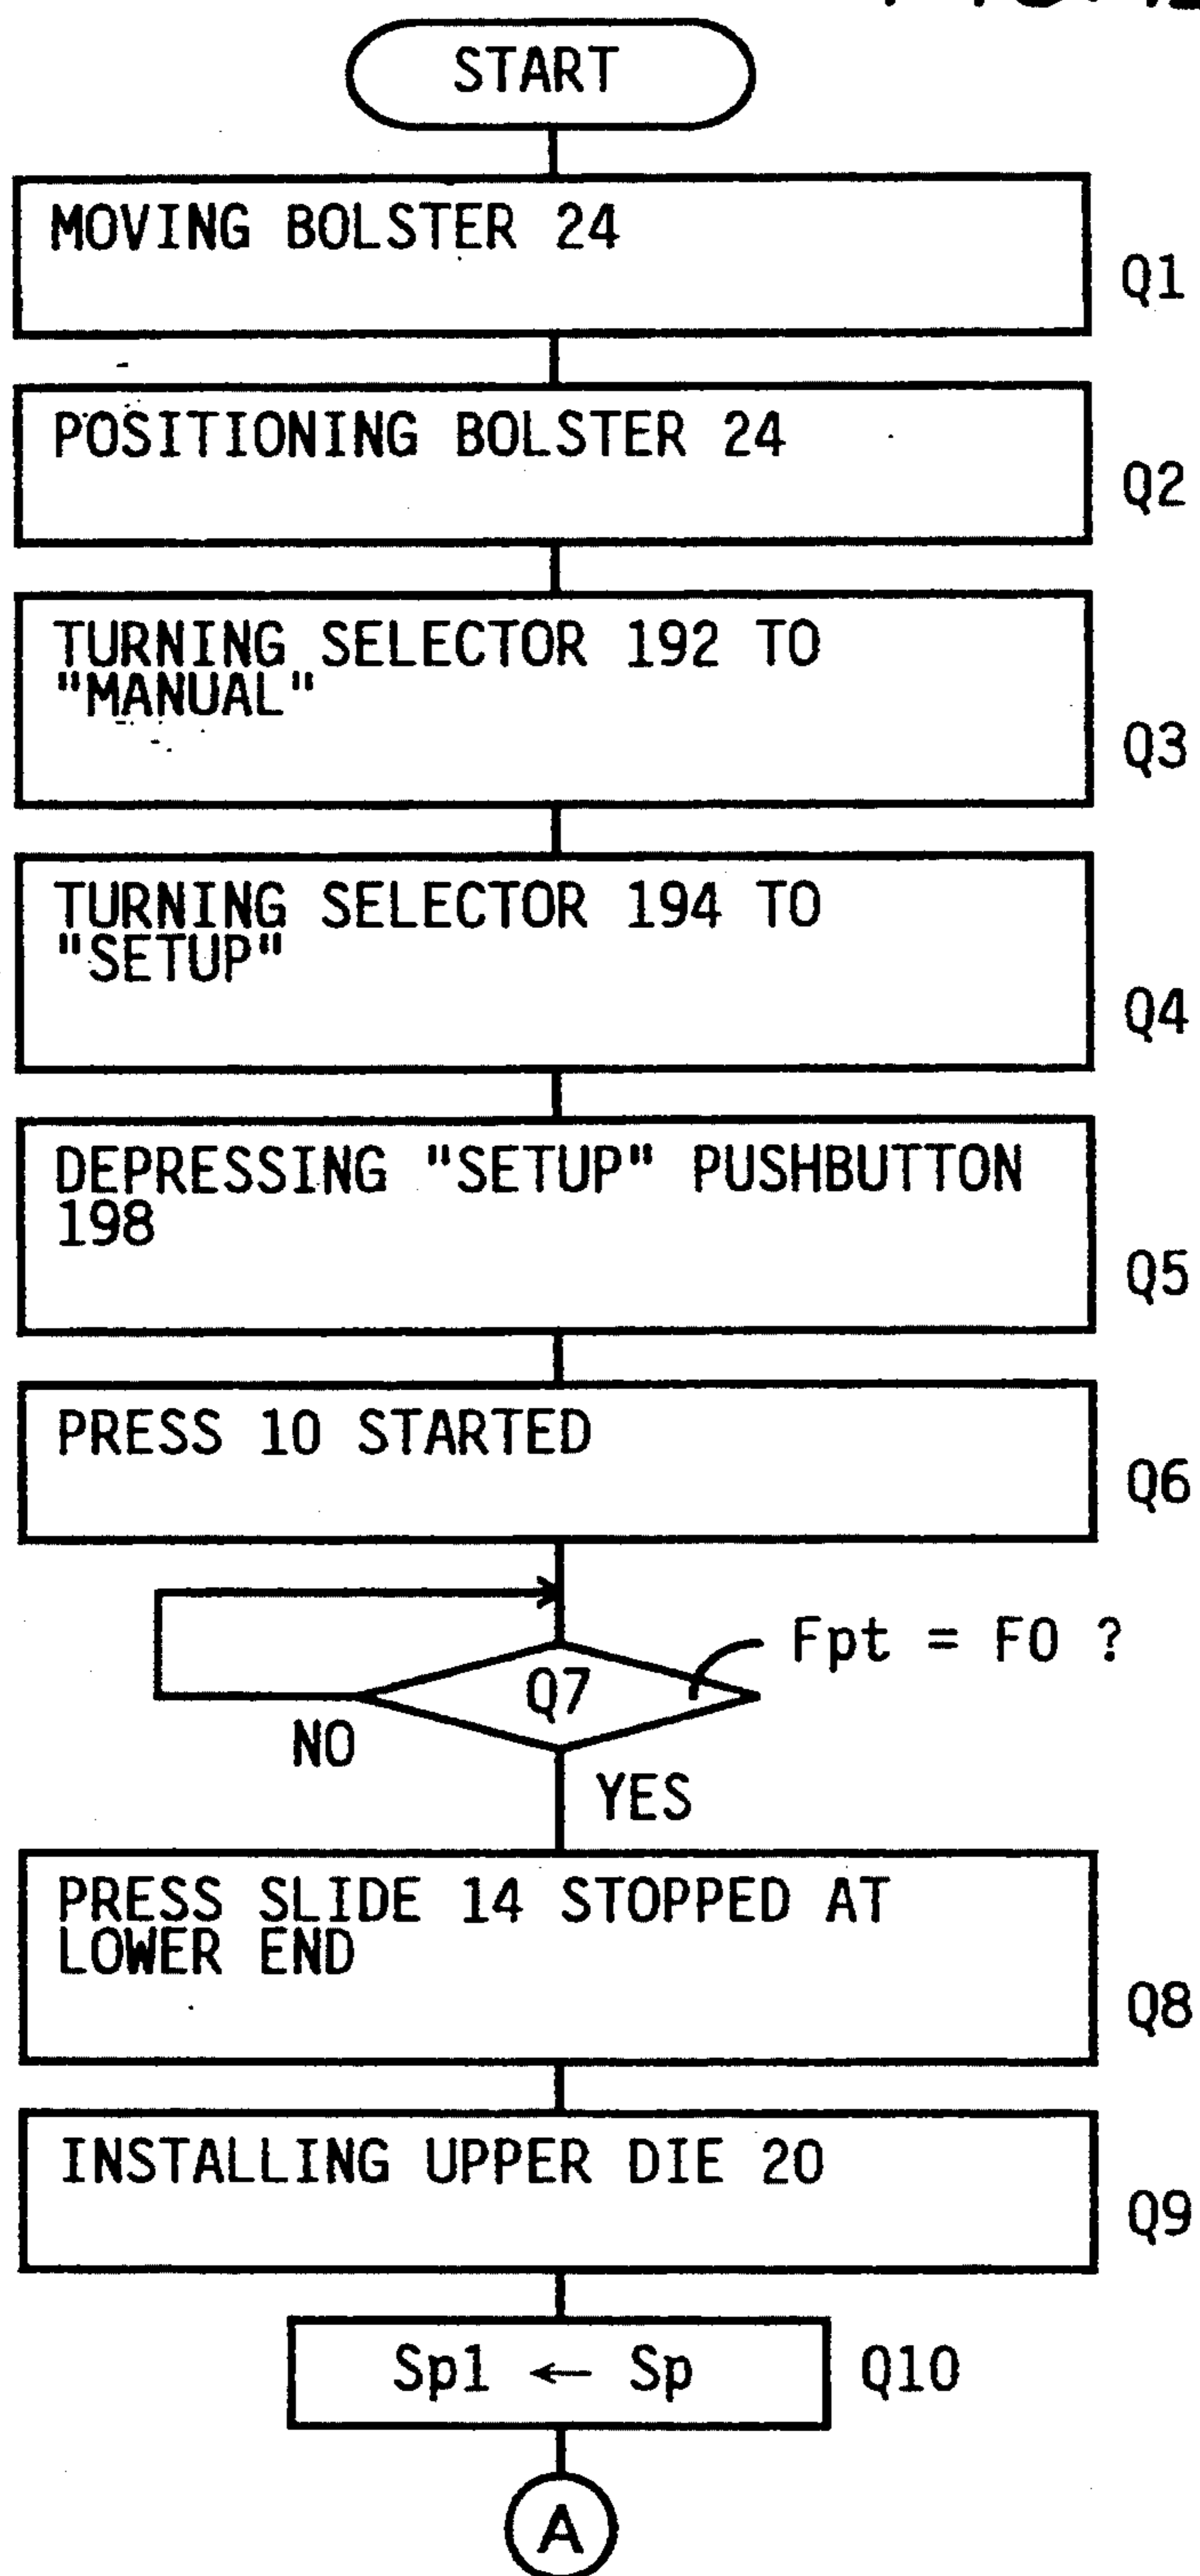 START
MOVING BOLSTER 24
Q1
POSITIONING BOLSTER 24
Q2
TURNING SELECTOR 192 TO
"MANUAL"
Q3
TURNING SELECTOR 194 TO
"SETUP"
Q4
DEPRESSING "SETUP" PUSHBUTTON
198
Q5
PRESS 10 STARTED
Q6
Fpt = F0 ?
Q7
NO
YES
PRESS SLIDE 14 STOPPED AT
LOWER END
Q8
INSTALLING UPPER DIE 20
Q9
Sp1 ← Sp
Q10
A